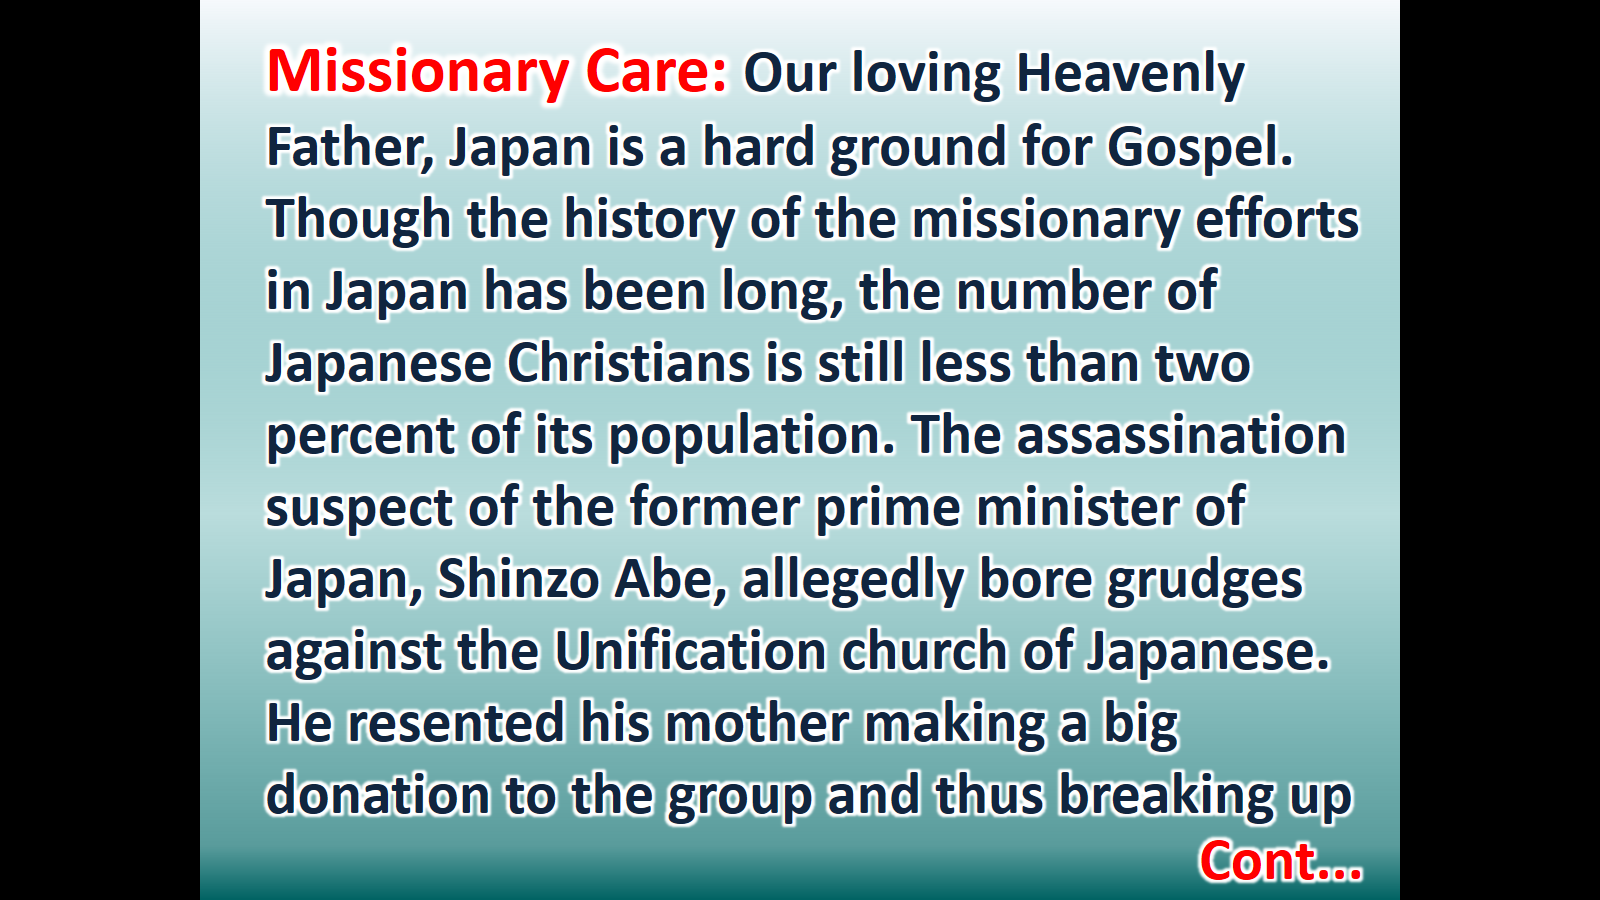 Missionary Care: Our loving Heavenly
Father, Japan is a hard ground for Gospel.
Though the history of the missionary efforts
in Japan has been long, the number of
Japanese Christians is still less than two
percent of its population. The assassination
suspect of the former prime minister of
Japan, Shinzo Abe, allegedly bore grudges
against the Unification church of Japanese.
He resented his mother making a big
donation to the group and thus breaking up
Cont...